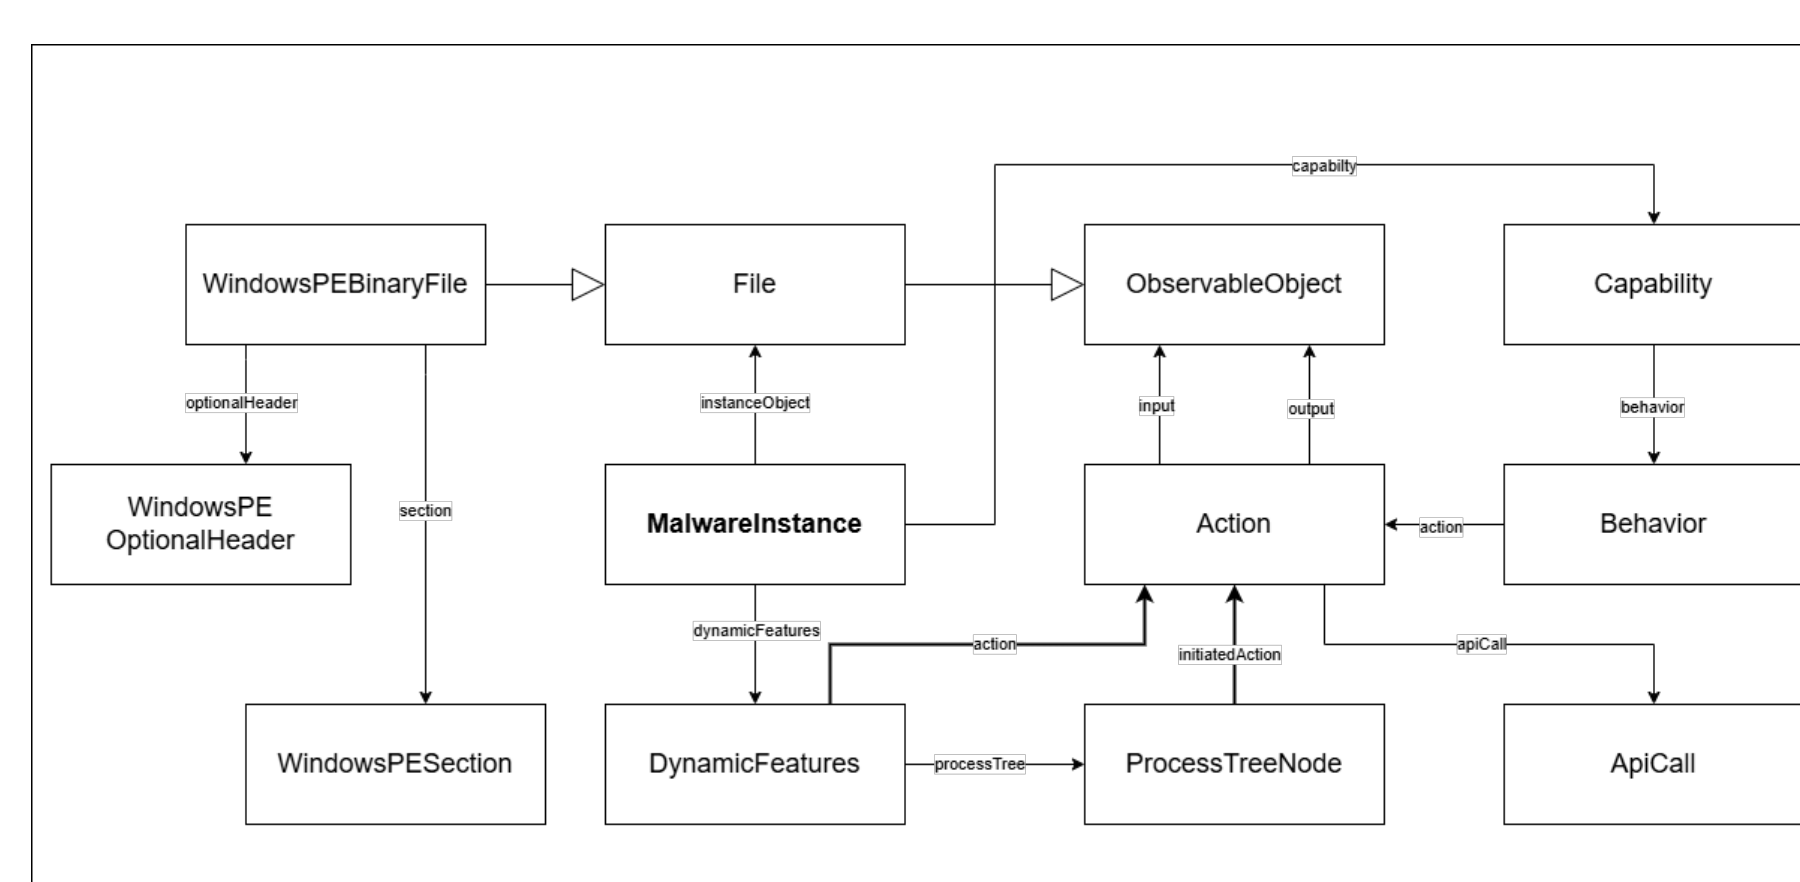 capabilty
WindowsPEBinaryFile
File
ObservableObject
Capability
optionalHeader
instanceObject
input
output
behavior
WindowsPE
OptionalHeader
section
MalwareInstance
Action
action
Behavior
dynamicFeatures
action
initiatedAction
apiCall
WindowsPESection
DynamicFeatures
processTree
ProcessTreeNode
ApiCall